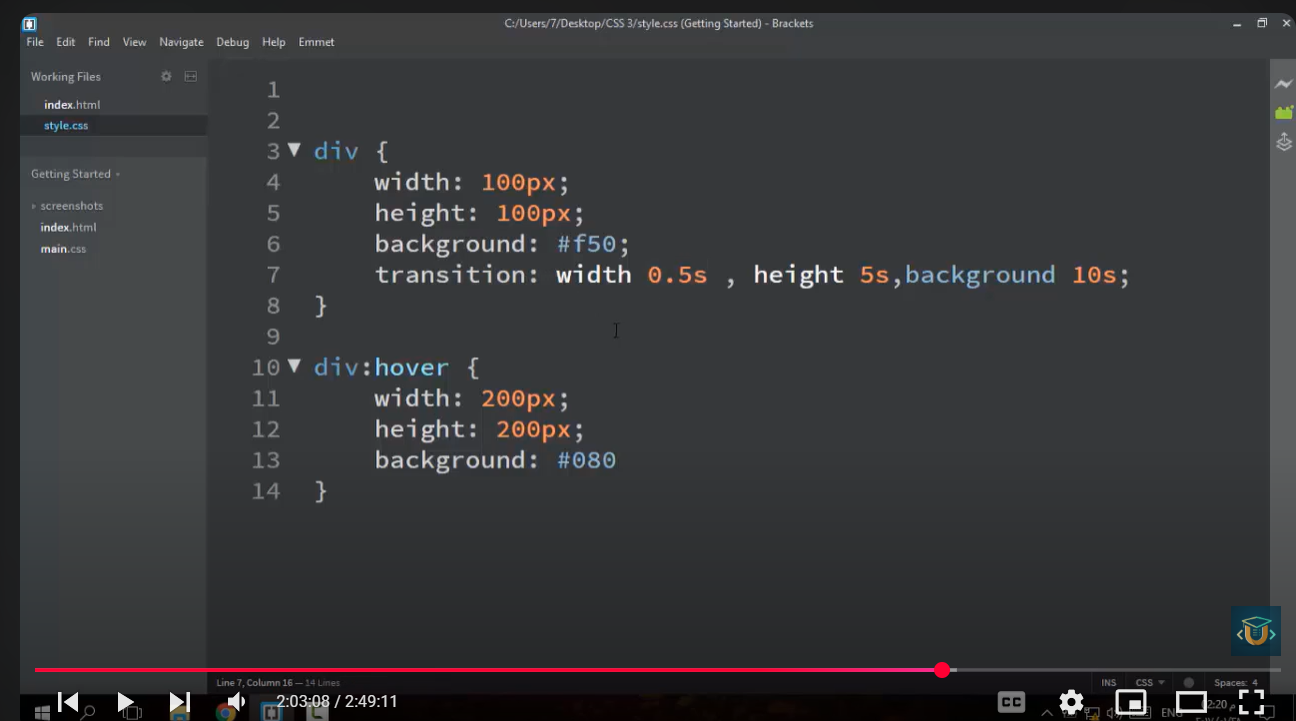 C:/Users/7/Desktop/CSS 3/style.css (Getting Started) - Brackets
File Edit Find View Navigate Debug Help Emmet
Working Files
index.html
style.css
Getting Started
screenshots
index.html
main.css
1
2
3 div {
4 width: 100px;
5 height: 100px;
6 background: #f50;
7 transition: width 0.5s , height 5s,background 10s;
8 }
9
10 div:hover {
11 width: 200px;
12 height: 200px;
13 background: #080
14 }
Line 7, Column 16 — 14 Lines
INS CSS Spaces: 4
2:03:08 / 2:49:11
CC
ENG